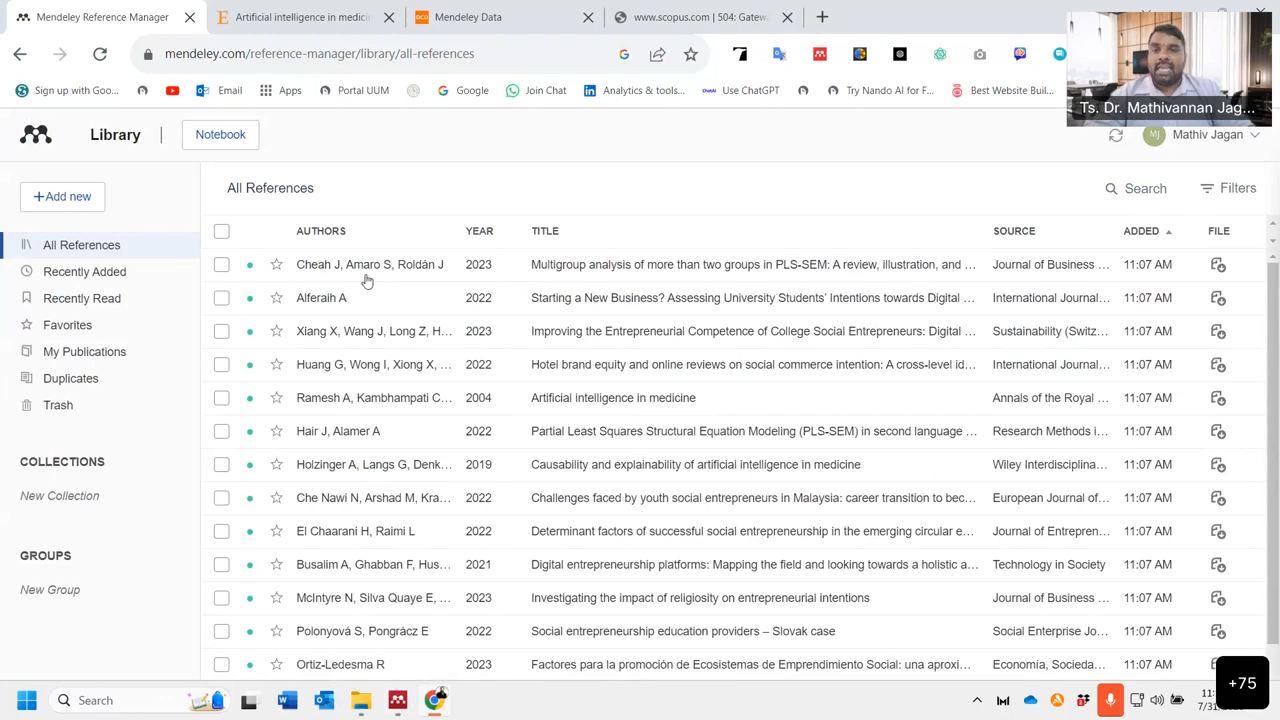 Mendeley Reference Manager
Artificial intelligence in medici
DCD
Mendeley Data
www.scopus.com | 504: Gatew
mendeley.com/reference-manager/library/all-references
Sign up with Goo...
Email
Apps
Portal UUM
Google
Join Chat
Analytics & tools...
Use ChatGPT
Try Nando AI for F...
Best Website Buil...
Ts. Dr. Mathivannan Jag...
Library
Notebook
MJ
Mathiv Jagan
+Add new
All References
Recently Added
Recently Read
Favorites
My Publications
Duplicates
Trash
COLLECTIONS
New Collection
GROUPS
New Group
All References
Search
Filters
AUTHORS YEAR TITLE SOURCE ADDED FILE
Cheah J, Amaro S, Roldán J 2023 Multigroup analysis of more than two groups in PLS-SEM: A review, illustration, and ... Journal of Business ... 11:07 AM
Alferaih A 2022 Starting a New Business? Assessing University Students' Intentions towards Digital ... International Journal... 11:07 AM
Xiang X, Wang J, Long Z, H... 2023 Improving the Entrepreneurial Competence of College Social Entrepreneurs: Digital ... Sustainability (Switz... 11:07 AM
Huang G, Wong I, Xiong X, ... 2022 Hotel brand equity and online reviews on social commerce intention: A cross-level id... International Journal... 11:07 AM
Ramesh A, Kambhampati C... 2004 Artificial intelligence in medicine Annals of the Royal ... 11:07 AM
Hair J, Alamer A 2022 Partial Least Squares Structural Equation Modeling (PLS-SEM) in second language ... Research Methods i... 11:07 AM
Holzinger A, Langs G, Denk... 2019 Causability and explainability of artificial intelligence in medicine Wiley Interdisciplina... 11:07 AM
Che Nawi N, Arshad M, Kra... 2022 Challenges faced by youth social entrepreneurs in Malaysia: career transition to bec... European Journal of... 11:07 AM
El Chaarani H, Raimi L 2022 Determinant factors of successful social entrepreneurship in the emerging circular e... Journal of Entrepren... 11:07 AM
Busalim A, Ghabban F, Hus... 2021 Digital entrepreneurship platforms: Mapping the field and looking towards a holistic a... Technology in Society 11:07 AM
McIntyre N, Silva Quaye E, ... 2023 Investigating the impact of religiosity on entrepreneurial intentions Journal of Business ... 11:07 AM
Polonyová S, Pongrácz E 2022 Social entrepreneurship education providers – Slovak case Social Enterprise Jo... 11:07 AM
Ortiz-Ledesma R 2023 Factores para la promoción de Ecosistemas de Emprendimiento Social: una aproxi... Economía, Socieda... 11:07 AM
Search
+75